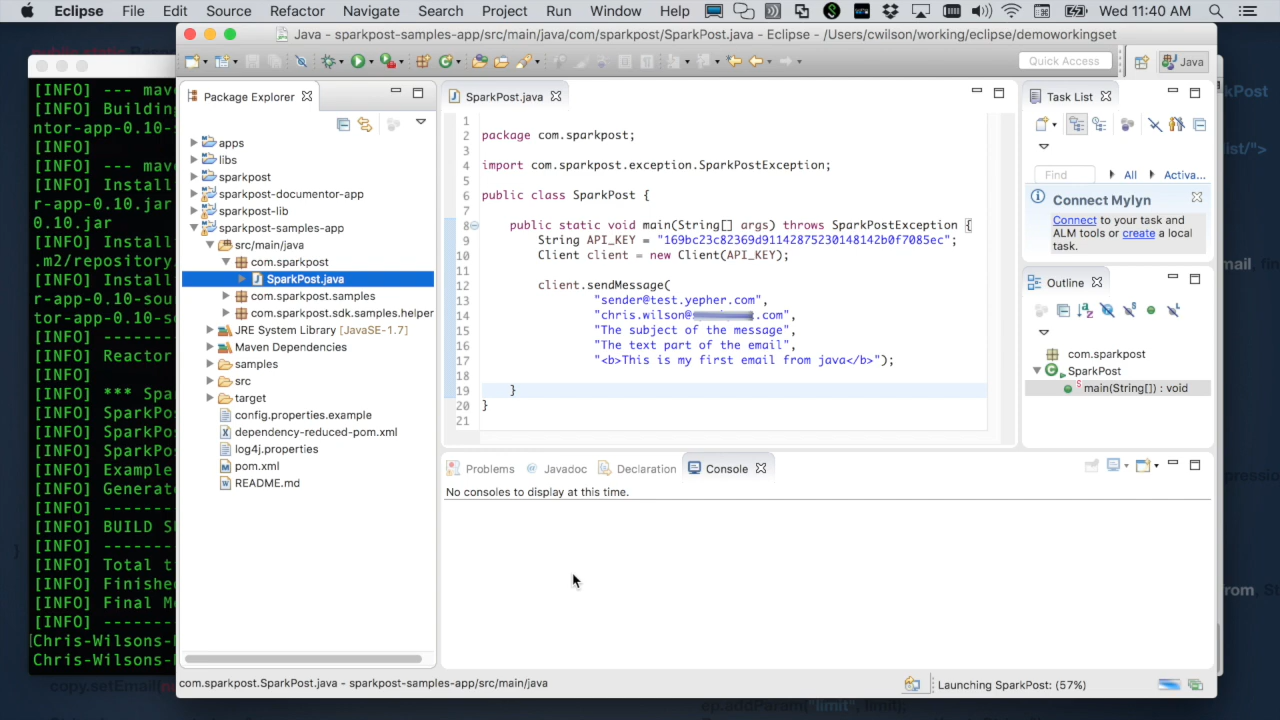 Eclipse File Edit Source Refactor Navigate Search Project Run Window Help Wed 11:40 AM
Java - sparkpost-samples-app/src/main/java/com/sparkpost/SparkPost.java - Eclipse - /Users/cwilson/working/eclipse/demoworkingset
Quick Access
Java
Package Explorer
apps
libs
sparkpost
sparkpost-documentor-app
sparkpost-lib
sparkpost-samples-app
src/main/java
com.sparkpost
SparkPost.java
com.sparkpost.samples
com.sparkpost.sdk.samples.helper
JRE System Library [JavaSE-1.7]
Maven Dependencies
samples
src
target
config.properties.example
dependency-reduced-pom.xml
log4j.properties
pom.xml
README.md
SparkPost.java
1
2 package com.sparkpost;
3
4 import com.sparkpost.exception.SparkPostException;
5
6 public class SparkPost {
7
8 public static void main(String[] args) throws SparkPostException {
9 String API_KEY = "169bc23c82369d91142875230148142b0f7085ec";
10 Client client = new Client(API_KEY);
11
12 client.sendMessage(
13 "sender@test.yepher.com",
14 "chris.wilson@ .com",
15 "The subject of the message",
16 "The text part of the email",
17 "<b>This is my first email from java</b>");
18
19 }
20 }
21
Task List
Find All Activa...
Connect Mylyn
Connect to your task and
ALM tools or create a local
task.
Outline
com.sparkpost
SparkPost
main(String[]) : void
Problems Javadoc Declaration Console
No consoles to display at this time.
com.sparkpost.SparkPost.java - sparkpost-samples-app/src/main/java
Launching SparkPost: (57%)
[INFO] --- mav
[INFO] Buildin
ntor-app-0.10-s
[INFO]
[INFO] --- mav
[INFO] Install
r-app-0.10.jar
0.10.jar
[INFO] Install
.m2/repository
[INFO] Install
r-app-0.10-sou
tor-app-0.10-s
[INFO] -------
[INFO] Reactor
[INFO]
[INFO] *** Spa
[INFO] SparkPo
[INFO] SparkPo
[INFO] SparkPo
[INFO] Example
[INFO] Generat
[INFO] -------
[INFO] BUILD S
[INFO] -------
[INFO] Total t
[INFO] Finishe
[INFO] Final M
[INFO] -------
Chris-Wilsons-
Chris-Wilsons-
copy.setEmail
ep.addParam("limit", limit);